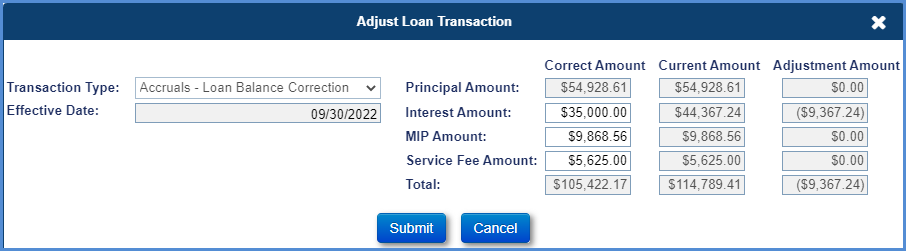 Adjust Loan Transaction
Correct Amount Current Amount Adjustment Amount
Transaction Type: Accruals - Loan Balance Correction Principal Amount: $54,928.61 $54,928.61 $0.00
Effective Date: 09/30/2022 Interest Amount: $35,000.00 $44,367.24 ($9,367.24)
MIP Amount: $9,868.56 $9,868.56 $0.00
Service Fee Amount: $5,625.00 $5,625.00 $0.00
Total: $105,422.17 $114,789.41 ($9,367.24)
Submit Cancel